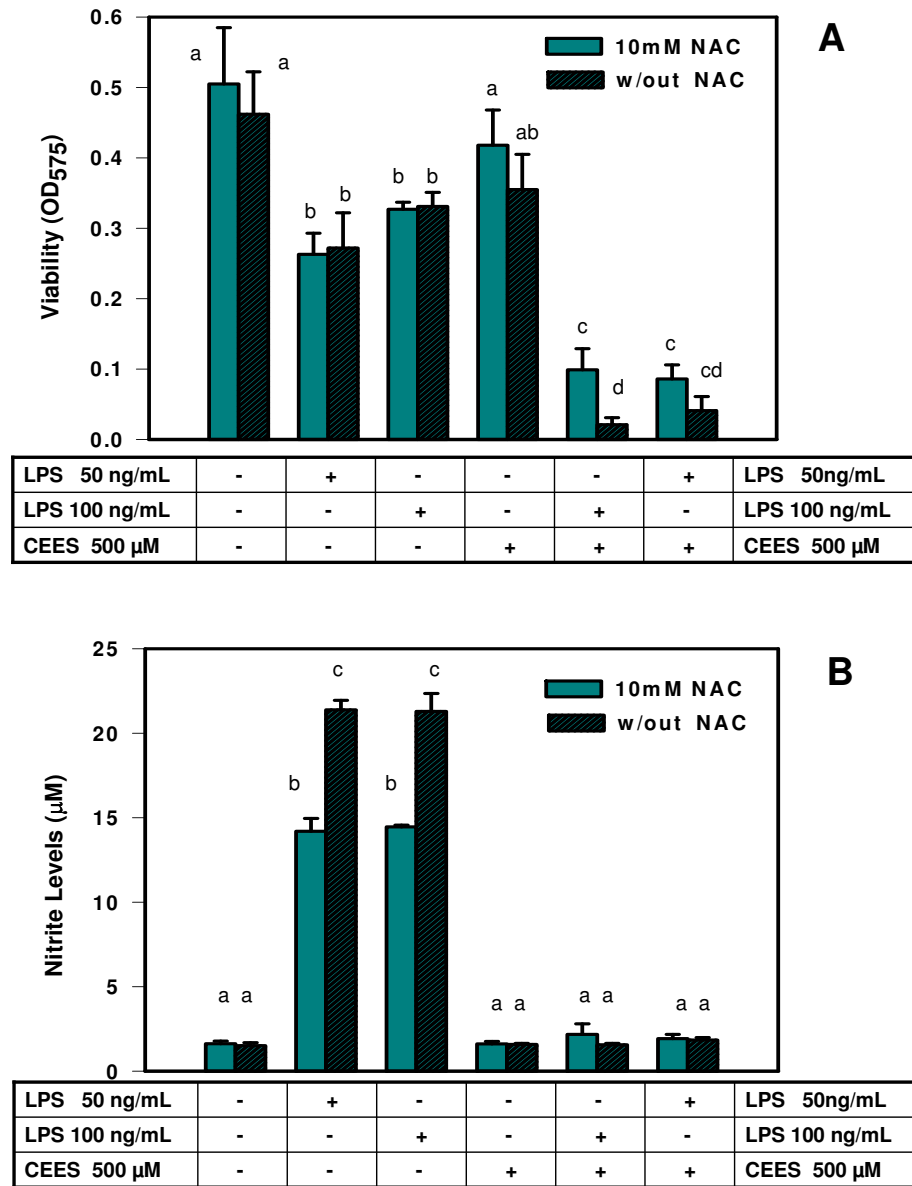 A
10mM NAC
w/out NAC
0.6
0.5
0.4
0.3
0.2
0.1
0.0
Viability (OD575)
a a b b b b a ab c d c cd
LPS 50 ng/mL - + - - - + LPS 50ng/mL
LPS 100 ng/mL - - + - + - LPS 100 ng/mL
CEES 500 µM - - - + + + CEES 500 µM
B
10mM NAC
w/out NAC
25
20
15
10
5
0
Nitrite Levels (µM)
a a b c b c a a a a a a
LPS 50 ng/mL - + - - - + LPS 50ng/mL
LPS 100 ng/mL - - + - + - LPS 100 ng/mL
CEES 500 µM - - - + + + CEES 500 µM